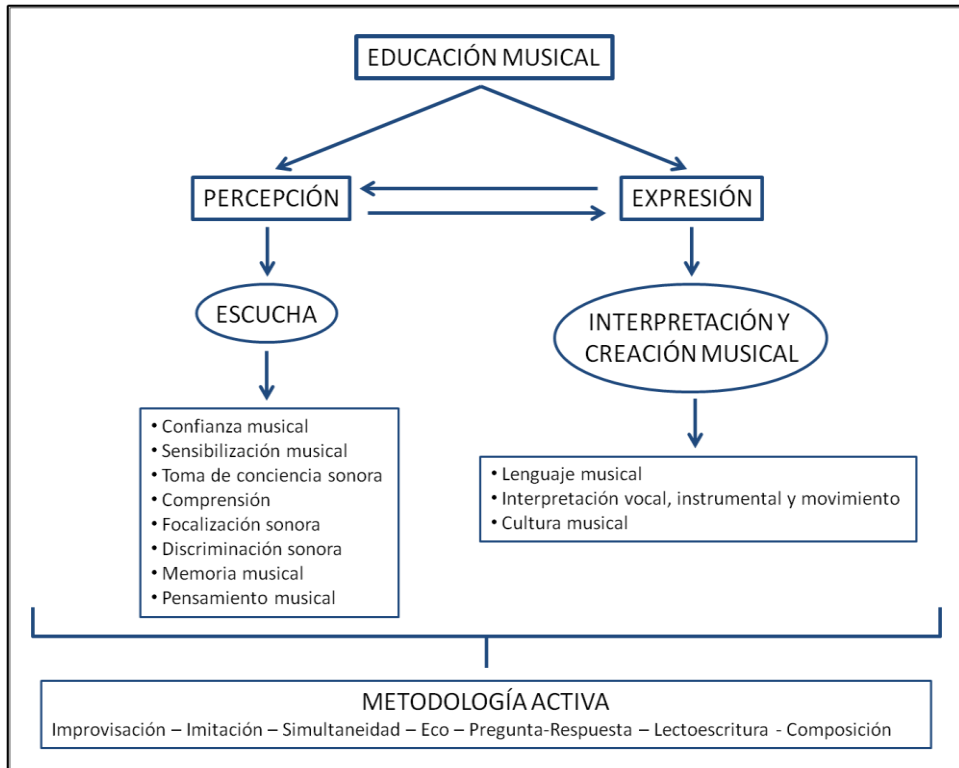 EDUCACIÓN MUSICAL
PERCEPCIÓN
EXPRESIÓN
ESCUCHA
INTERPRETACIÓN Y
CREACIÓN MUSICAL
• Confianza musical
• Sensibilización musical
• Toma de conciencia sonora
• Comprensión
• Focalización sonora
• Discriminación sonora
• Memoria musical
• Pensamiento musical
• Lenguaje musical
• Interpretación vocal, instrumental y movimiento
• Cultura musical
METODOLOGÍA ACTIVA
Improvisación – Imitación – Simultaneidad – Eco – Pregunta-Respuesta – Lectoescritura - Composición